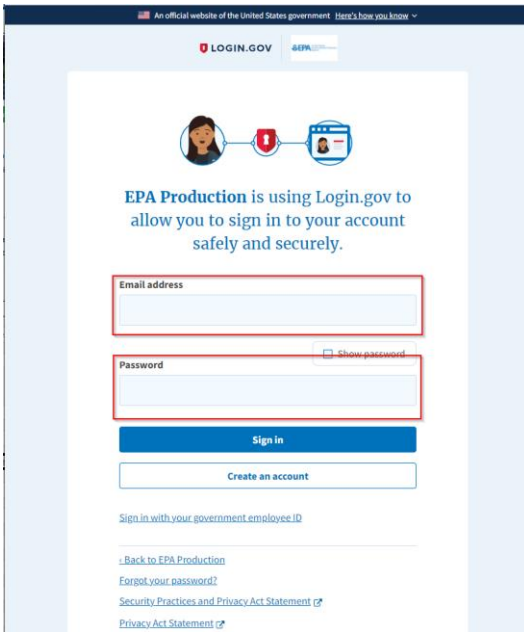 An official website of the United States government Here's how you know
LOGIN.GOV EPA
EPA Production is using Login.gov to
allow you to sign in to your account
safely and securely.
Email address
Show password
Password
Sign in
Create an account
Sign in with your government employee ID
‹ Back to EPA Production
Forgot your password?
Security Practices and Privacy Act Statement
Privacy Act Statement